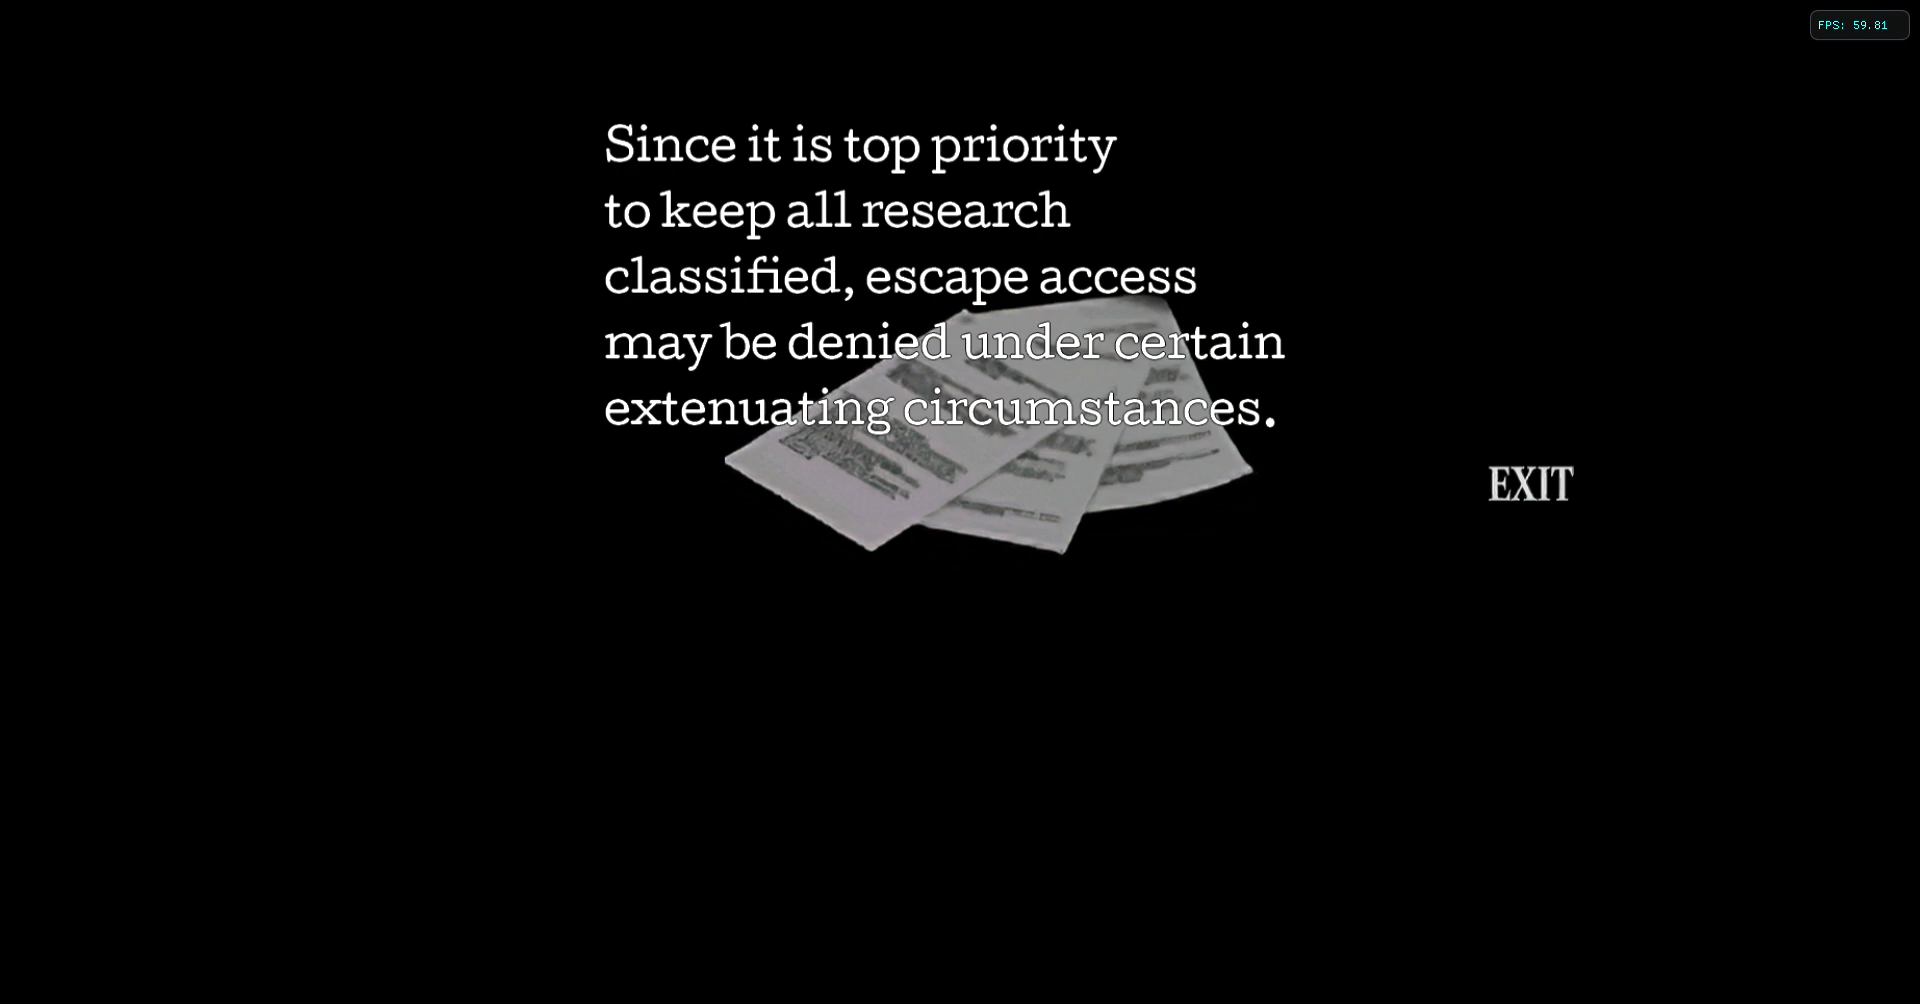 FPS: 59.81
Since it is top priority
to keep all research
classified, escape access
may be denied under certain
extenuating circumstances.
EXIT